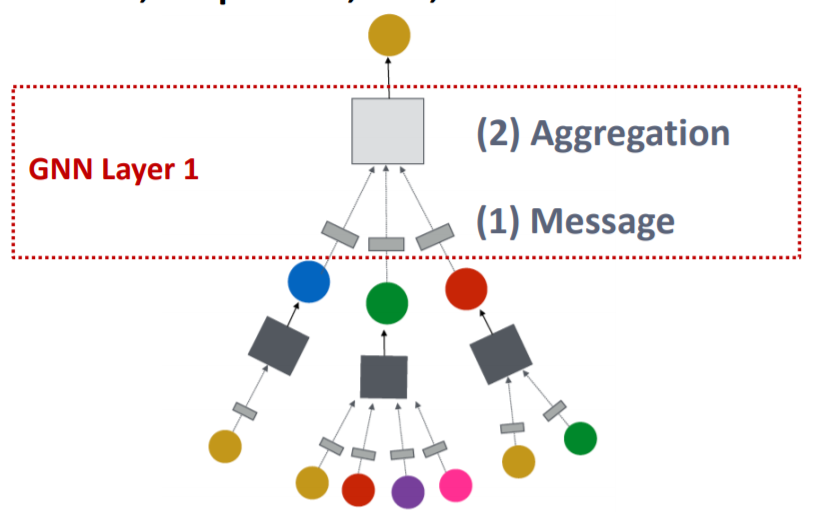 (2) Aggregation
GNN Layer 1
(1) Message